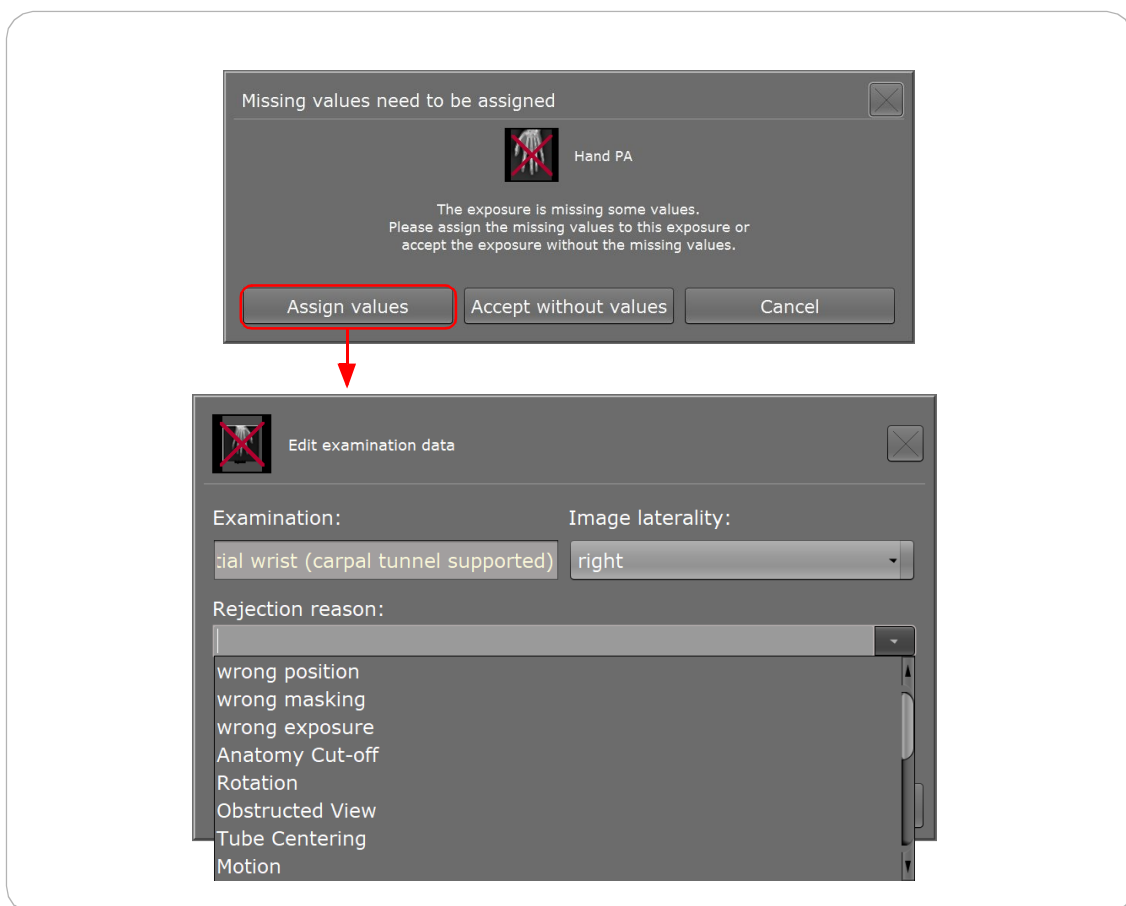 Missing values need to be assigned
Hand PA
The exposure is missing some values.
Please assign the missing values to this exposure or
accept the exposure without the missing values.
Assign values Accept without values Cancel
Edit examination data
Examination: Image laterality:
wrist (carpal tunnel supported) right
Rejection reason:
wrong position
wrong masking
wrong exposure
Anatomy Cut-off
Rotation
Obstructed View
Tube Centering
Motion